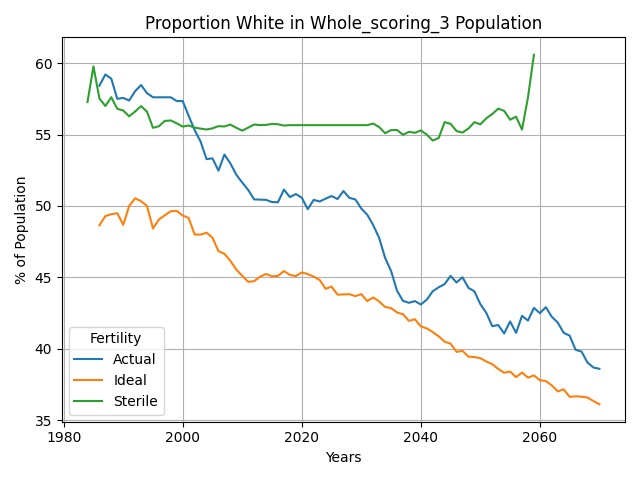 Proportion White in Whole_scoring_3 Population
% of Population
60
55
50
45
40
35
Fertility
Actual
Ideal
Sterile
1980
2000
2020
2040
2060
Years